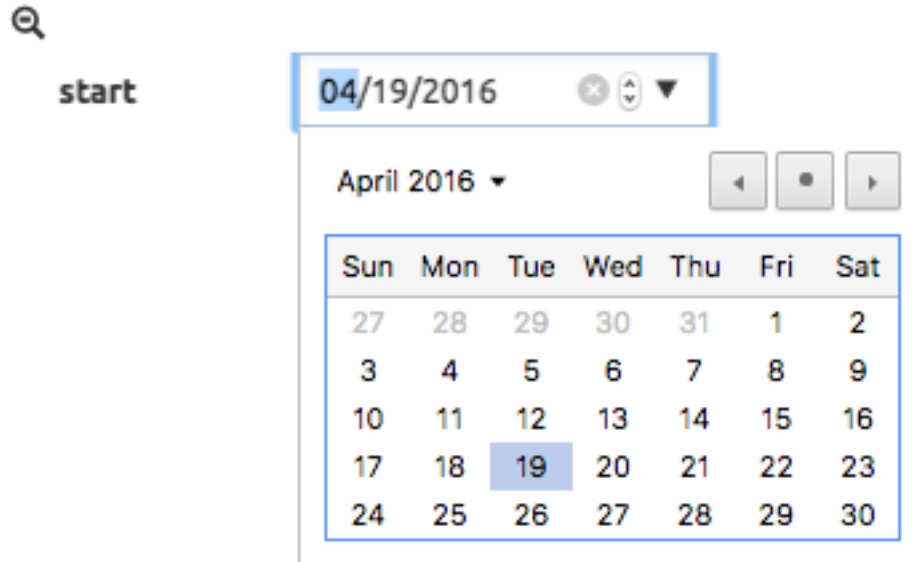 start 04/19/2016
April 2016
Sun Mon Tue Wed Thu Fri Sat
27 28 29 30 31 1 2
3 4 5 6 7 8 9
10 11 12 13 14 15 16
17 18 19 20 21 22 23
24 25 26 27 28 29 30